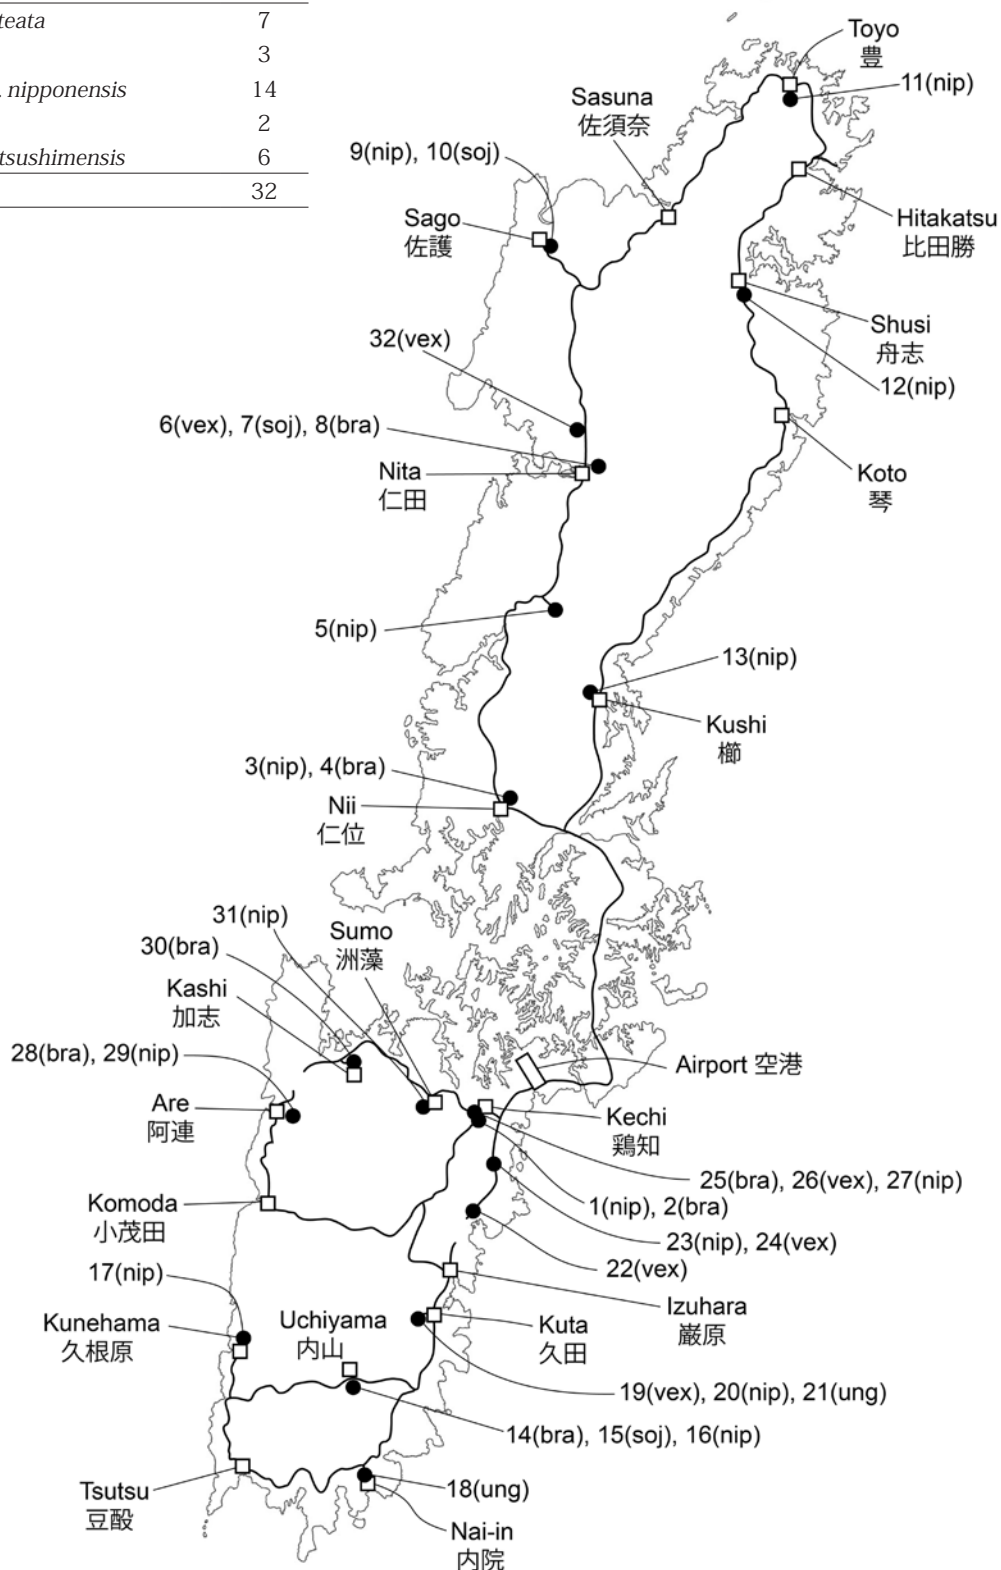 teata 7
3
. nipponensis 14
2
tsushimensis 6
32
Toyo
豊
11(nip)
Sasuna
佐須奈
9(nip), 10(soj)
Sago
佐護
Hitakatsu
比田勝
Shusi
舟志
32(vex)
12(nip)
6(vex), 7(soj), 8(bra)
Nita
仁田
Koto
琴
5(nip)
13(nip)
Kushi
櫛
3(nip), 4(bra)
Nii
仁位
31(nip)
Sumo
洲藻
30(bra)
Kashi
加志
28(bra), 29(nip)
Airport 空港
Are
阿連
Kechi
鶏知
25(bra), 26(vex), 27(nip)
1(nip), 2(bra)
Komoda
小茂田
23(nip), 24(vex)
22(vex)
17(nip)
Izuhara
厳原
Kunehama
久根原
Uchiyama
内山
Kuta
久田
19(vex), 20(nip), 21(ung)
14(bra), 15(soj), 16(nip)
Tsutsu
豆酘
18(ung)
Nai-in
内院